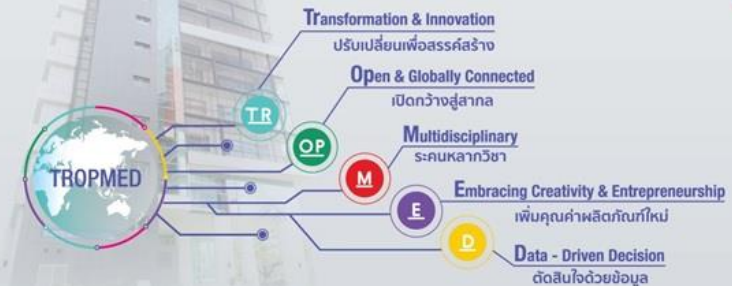 Transformation & Innovation
ปรับเปลี่ยนเพื่อสรรค์สร้าง
Open & Globally Connected
เปิดกว้างสู่สากล
TR
OP
Multidisciplinary
ระคนหลากวิชา
TROPMED
M
Embracing Creativity & Entrepreneurship
เพิ่มคุณค่าผลิตภัณฑ์ใหม่
E
D
Data - Driven Decision
ตัดสินใจด้วยข้อมูล